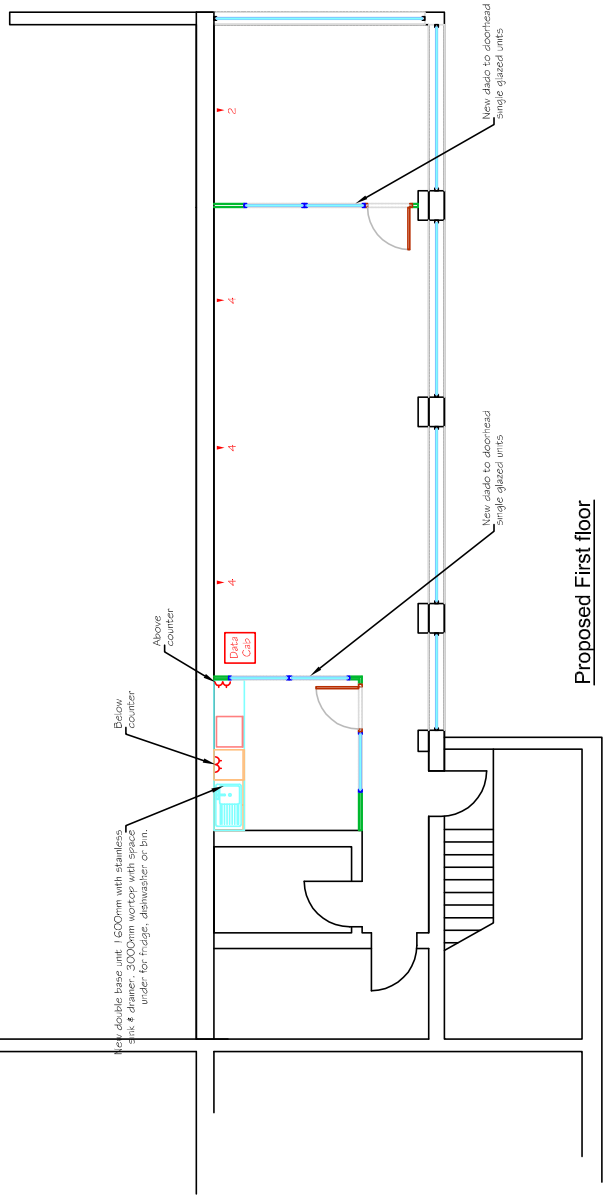 New double base unit 1600mm with stainless
sink & drainer. 3000mm wortop with space
under for fridge, dishwasher or bin.
Below
counter
Above
counter
Data
Cab
4
4
4
2
New dado to doorhead
single glazed units
New dado to doorhead
single glazed units
Proposed First floor